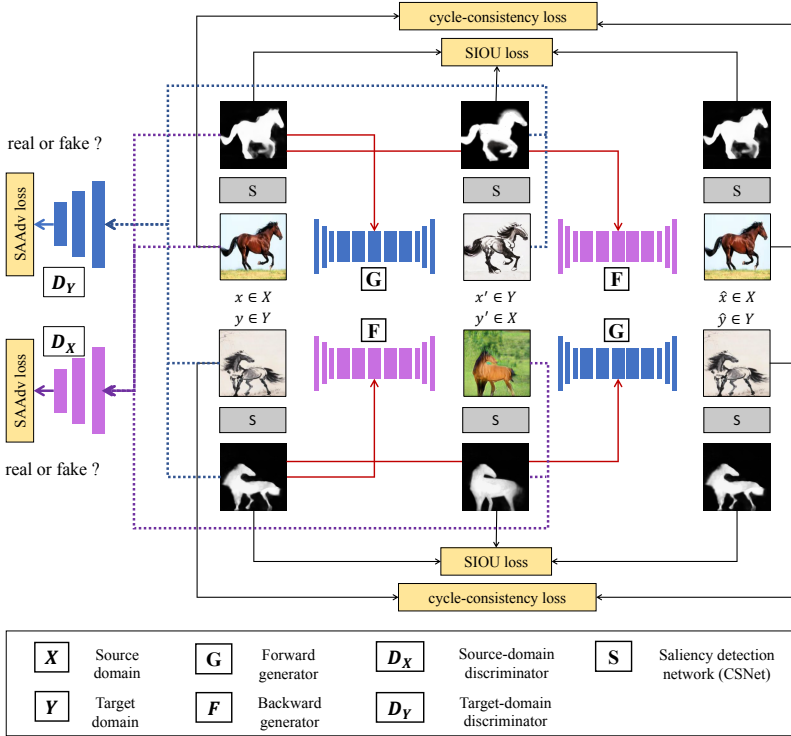 cycle-consistency loss
SIOU loss
real or fake ?
SAAdv loss
D_Y
S
S
S
G
F
x ∈ X
x′ ∈ Y
x̂ ∈ X
y ∈ Y
y′ ∈ X
ŷ ∈ Y
D_X
F
G
SAAdv loss
S
S
S
real or fake ?
SIOU loss
cycle-consistency loss
X
Source
domain
G
Forward
generator
D_X
Source-domain
discriminator
S
Saliency detection
network (CSNet)
Y
Target
domain
F
Backward
generator
D_Y
Target-domain
discriminator